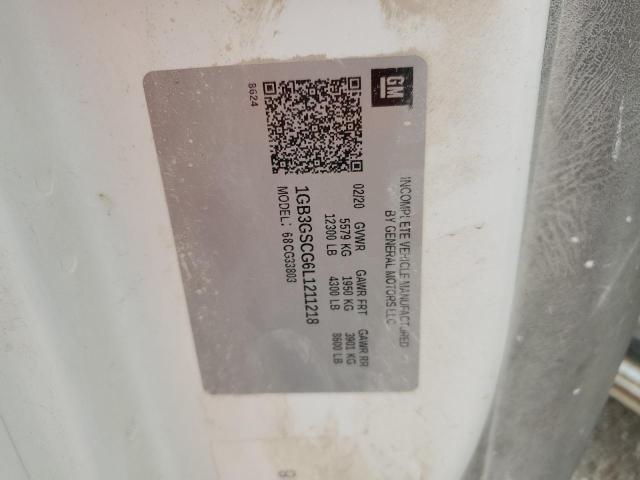 GM
INCOMPLETE VEHICLE MANUFACTURED
BY GENERAL MOTORS LLC
02/20 GVWR GAWR FRT GAWR RR
5579 KG 1950 KG 3901 KG
12300 LB 4300 LB 8600 LB
1GB3GSCG6L1211218
MODEL: 68CG33803
8624